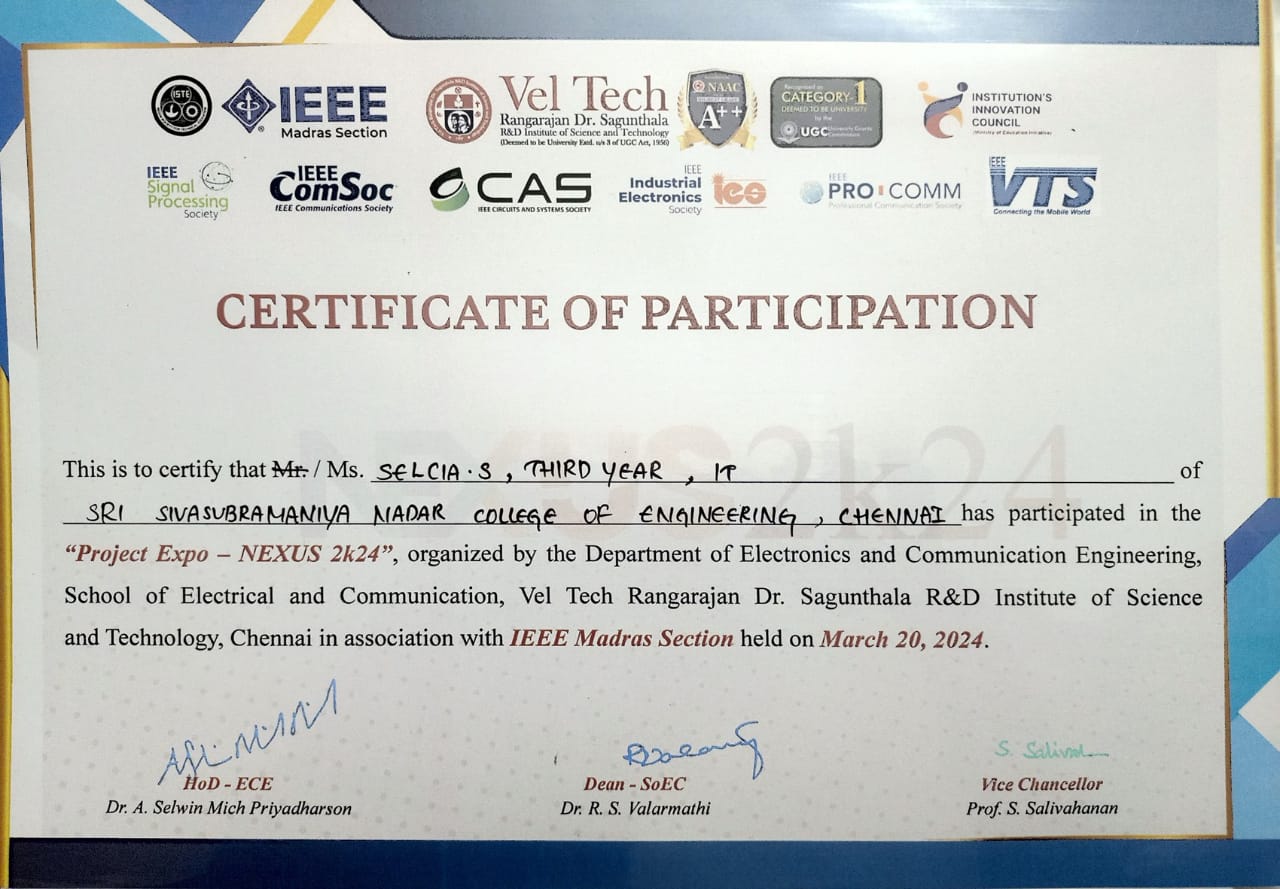 ISTE
IEEE
Madras Section
Vel Tech
Rangarajan Dr. Sagunthala
R&D Institute of Science and Technology
(Deemed to be University Estd. u/s 3 of UGC Act, 1956)
NAAC
A++
CATEGORY-1
DEEMED TO BE UNIVERSITY
by the
UGC University Grants Commission
INSTITUTION'S
INNOVATION
COUNCIL
(Ministry of Education Initiative)
IEEE
Signal
Processing
Society
IEEE
ComSoc
IEEE Communications Society
CAS
IEEE CIRCUITS AND SYSTEMS SOCIETY
IEEE
Industrial
Electronics
Society
ies
IEEE
PRO COMM
Professional Communication Society
IEEE
VTS
Connecting the Mobile World
CERTIFICATE OF PARTICIPATION
NEXUS 2k24
This is to certify that Mr. / Ms. SELCIA.S, THIRD YEAR, IT of
SRI SIVASUBRAMANIYA NADAR COLLEGE OF ENGINEERING, CHENNAI has participated in the
“Project Expo – NEXUS 2k24”, organized by the Department of Electronics and Communication Engineering,
School of Electrical and Communication, Vel Tech Rangarajan Dr. Sagunthala R&D Institute of Science
and Technology, Chennai in association with IEEE Madras Section held on March 20, 2024.
HoD - ECE
Dr. A. Selwin Mich Priyadharson
Dean - SoEC
Dr. R. S. Valarmathi
Vice Chancellor
Prof. S. Salivahanan